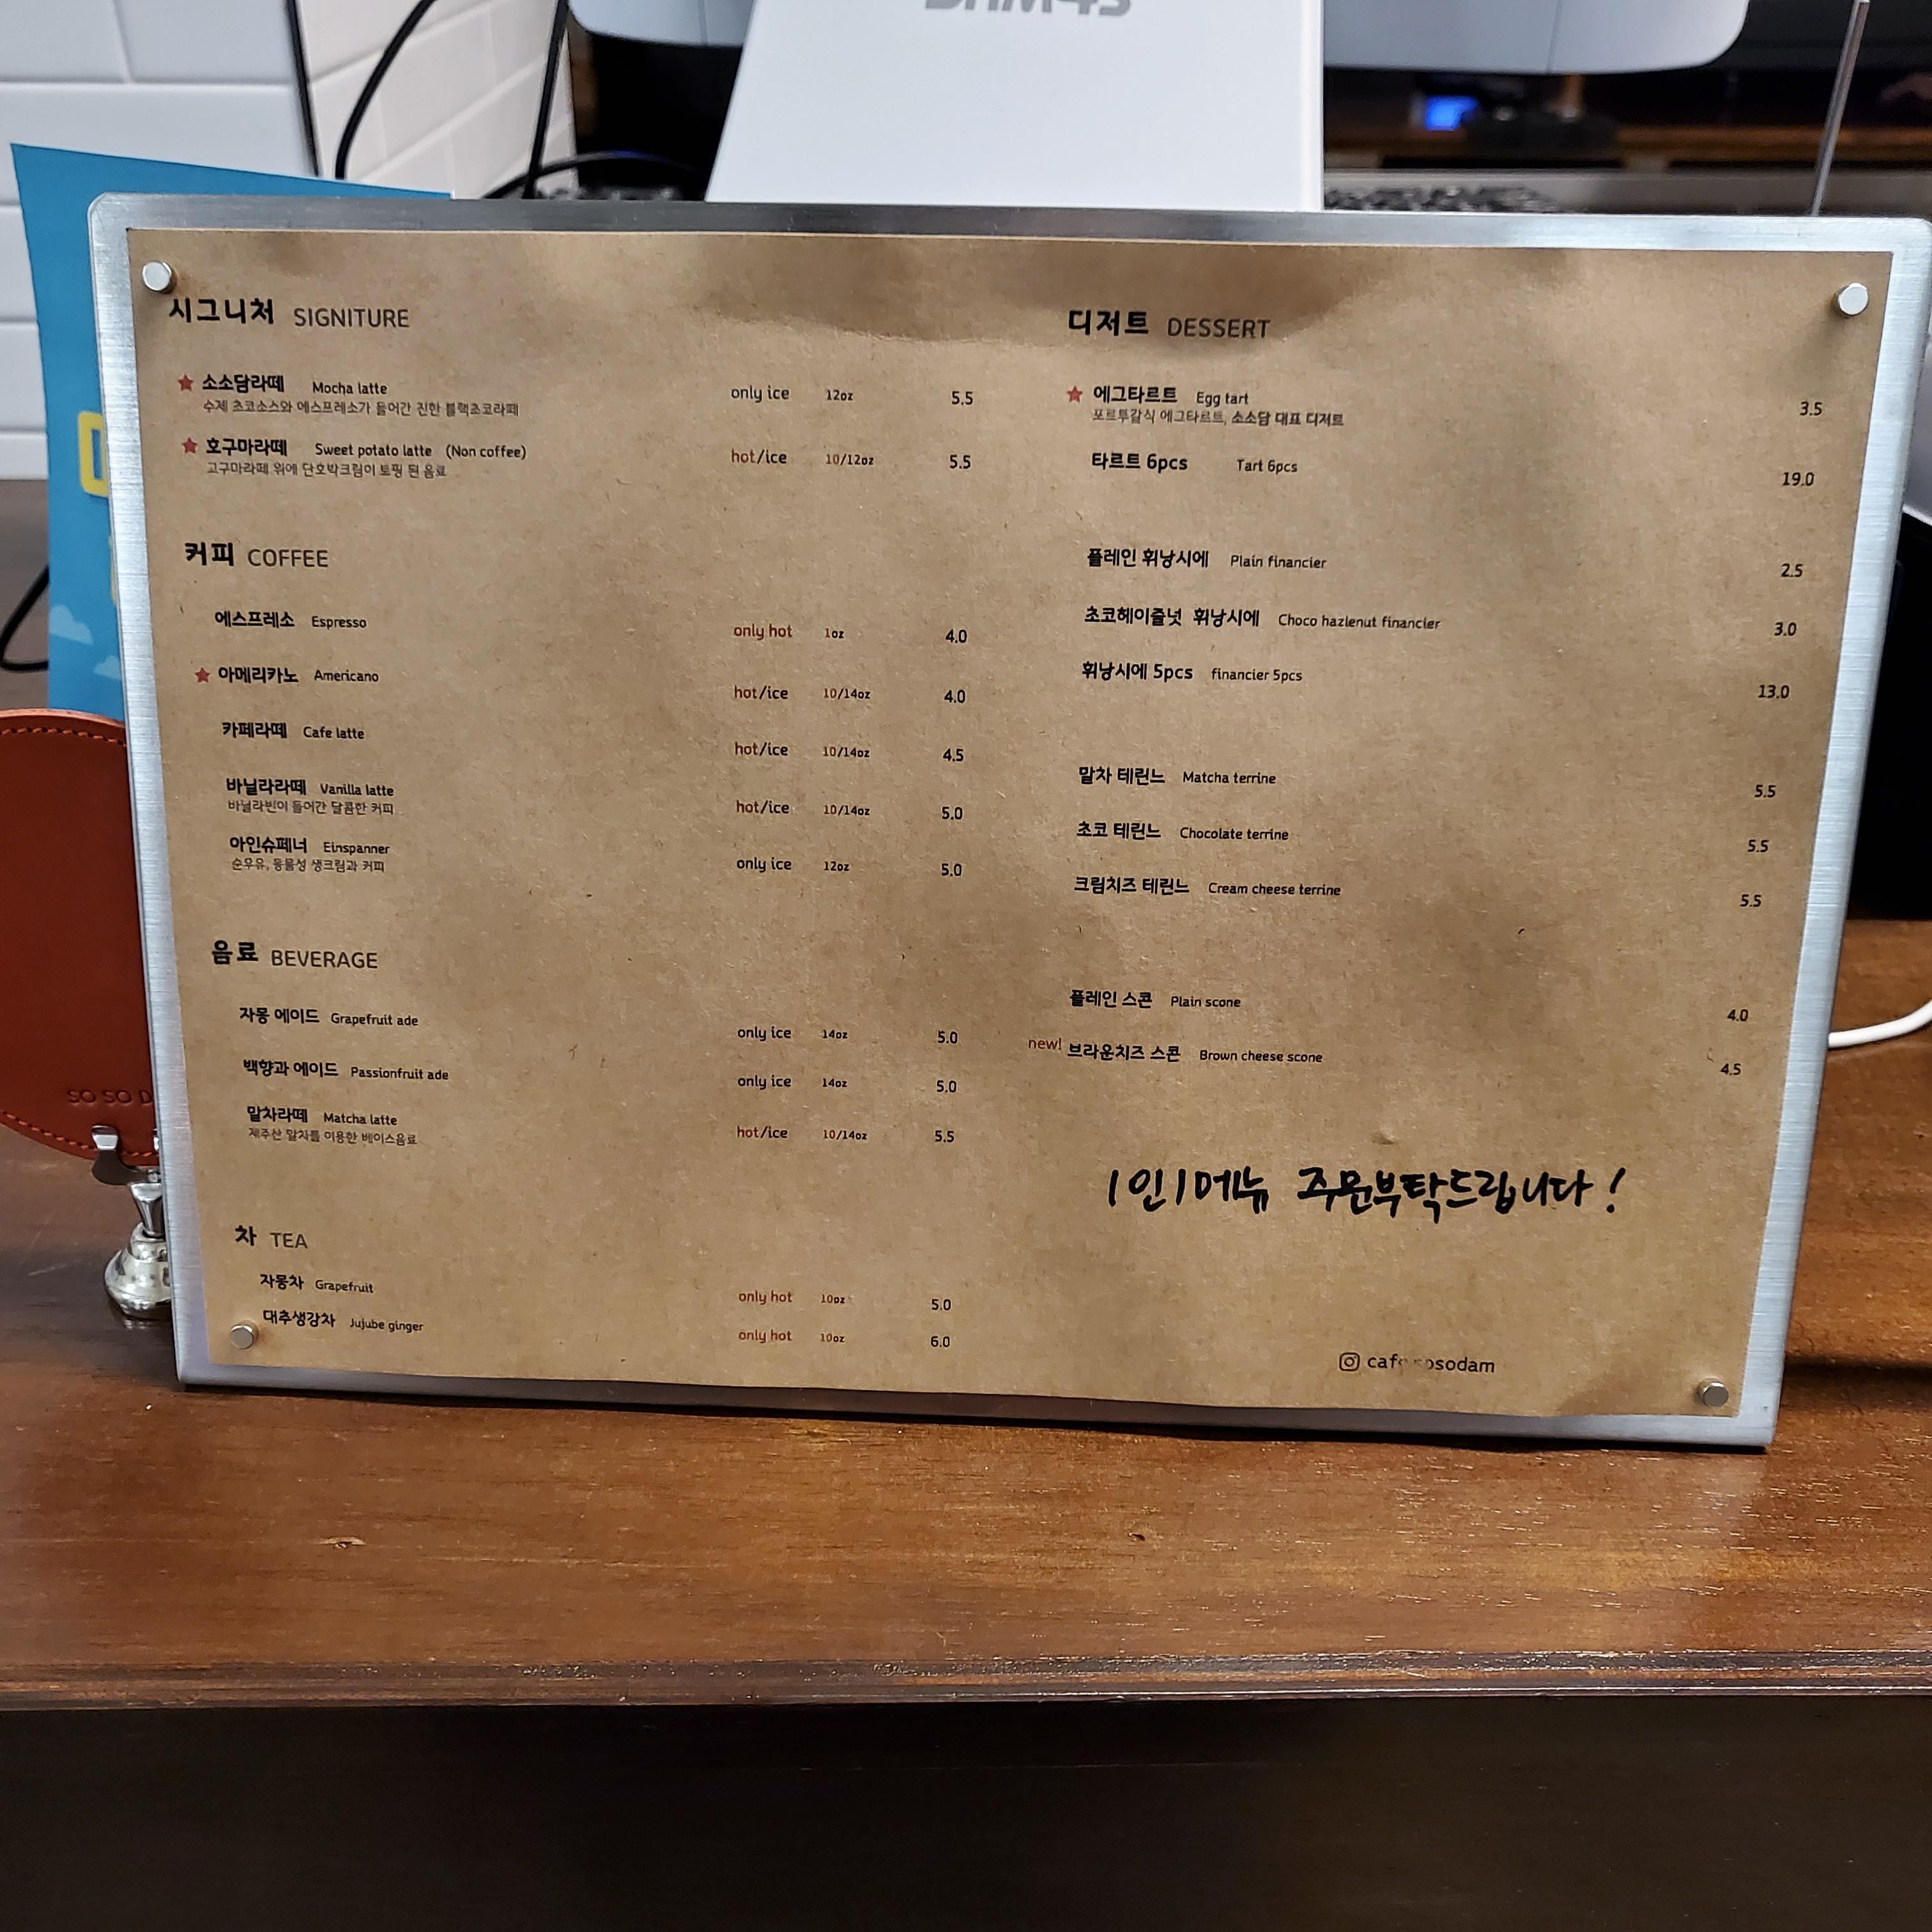 시그니처 SIGNITURE
소소담라떼 Mocha latte only ice 12oz 5.5
수제 초코소스와 에스프레소가 들어간 진한 블랙초코라떼
호구마라떼 Sweet potato latte (Non coffee) hot/ice 10/12oz 5.5
고구마라떼 위에 단호박크림이 토핑 된 음료
커피 COFFEE
에스프레소 Espresso only hot 1oz 4.0
아메리카노 Americano hot/ice 10/14oz 4.0
카페라떼 Cafe latte hot/ice 10/14oz 4.5
바닐라라떼 Vanilla latte hot/ice 10/14oz 5.0
바닐라빈이 들어간 달콤한 커피
아인슈페너 Einspanner only ice 12oz 5.0
순우유, 동물성 생크림과 커피
음료 BEVERAGE
자몽 에이드 Grapefruit ade only ice 14oz 5.0
백향과 에이드 Passionfruit ade only ice 14oz 5.0
말차라떼 Matcha latte hot/ice 10/14oz 5.5
제주산 말차를 이용한 베이스음료
차 TEA
자몽차 Grapefruit only hot 10oz 5.0
대추생강차 Jujube ginger only hot 10oz 6.0
디저트 DESSERT
에그타르트 Egg tart 3.5
포르투갈식 에그타르트, 소소담 대표 디저트
타르트 6pcs Tart 6pcs 19.0
플레인 휘낭시에 Plain financier 2.5
초코헤이즐넛 휘낭시에 Choco hazlenut financier 3.0
휘낭시에 5pcs financier 5pcs 13.0
말차 테린느 Matcha terrine 5.5
초코 테린느 Chocolate terrine 5.5
크림치즈 테린느 Cream cheese terrine 5.5
플레인 스콘 Plain scone 4.0
new! 브라운치즈 스콘 Brown cheese scone 4.5
1인 1메뉴 주문부탁드립니다!
SO SO D